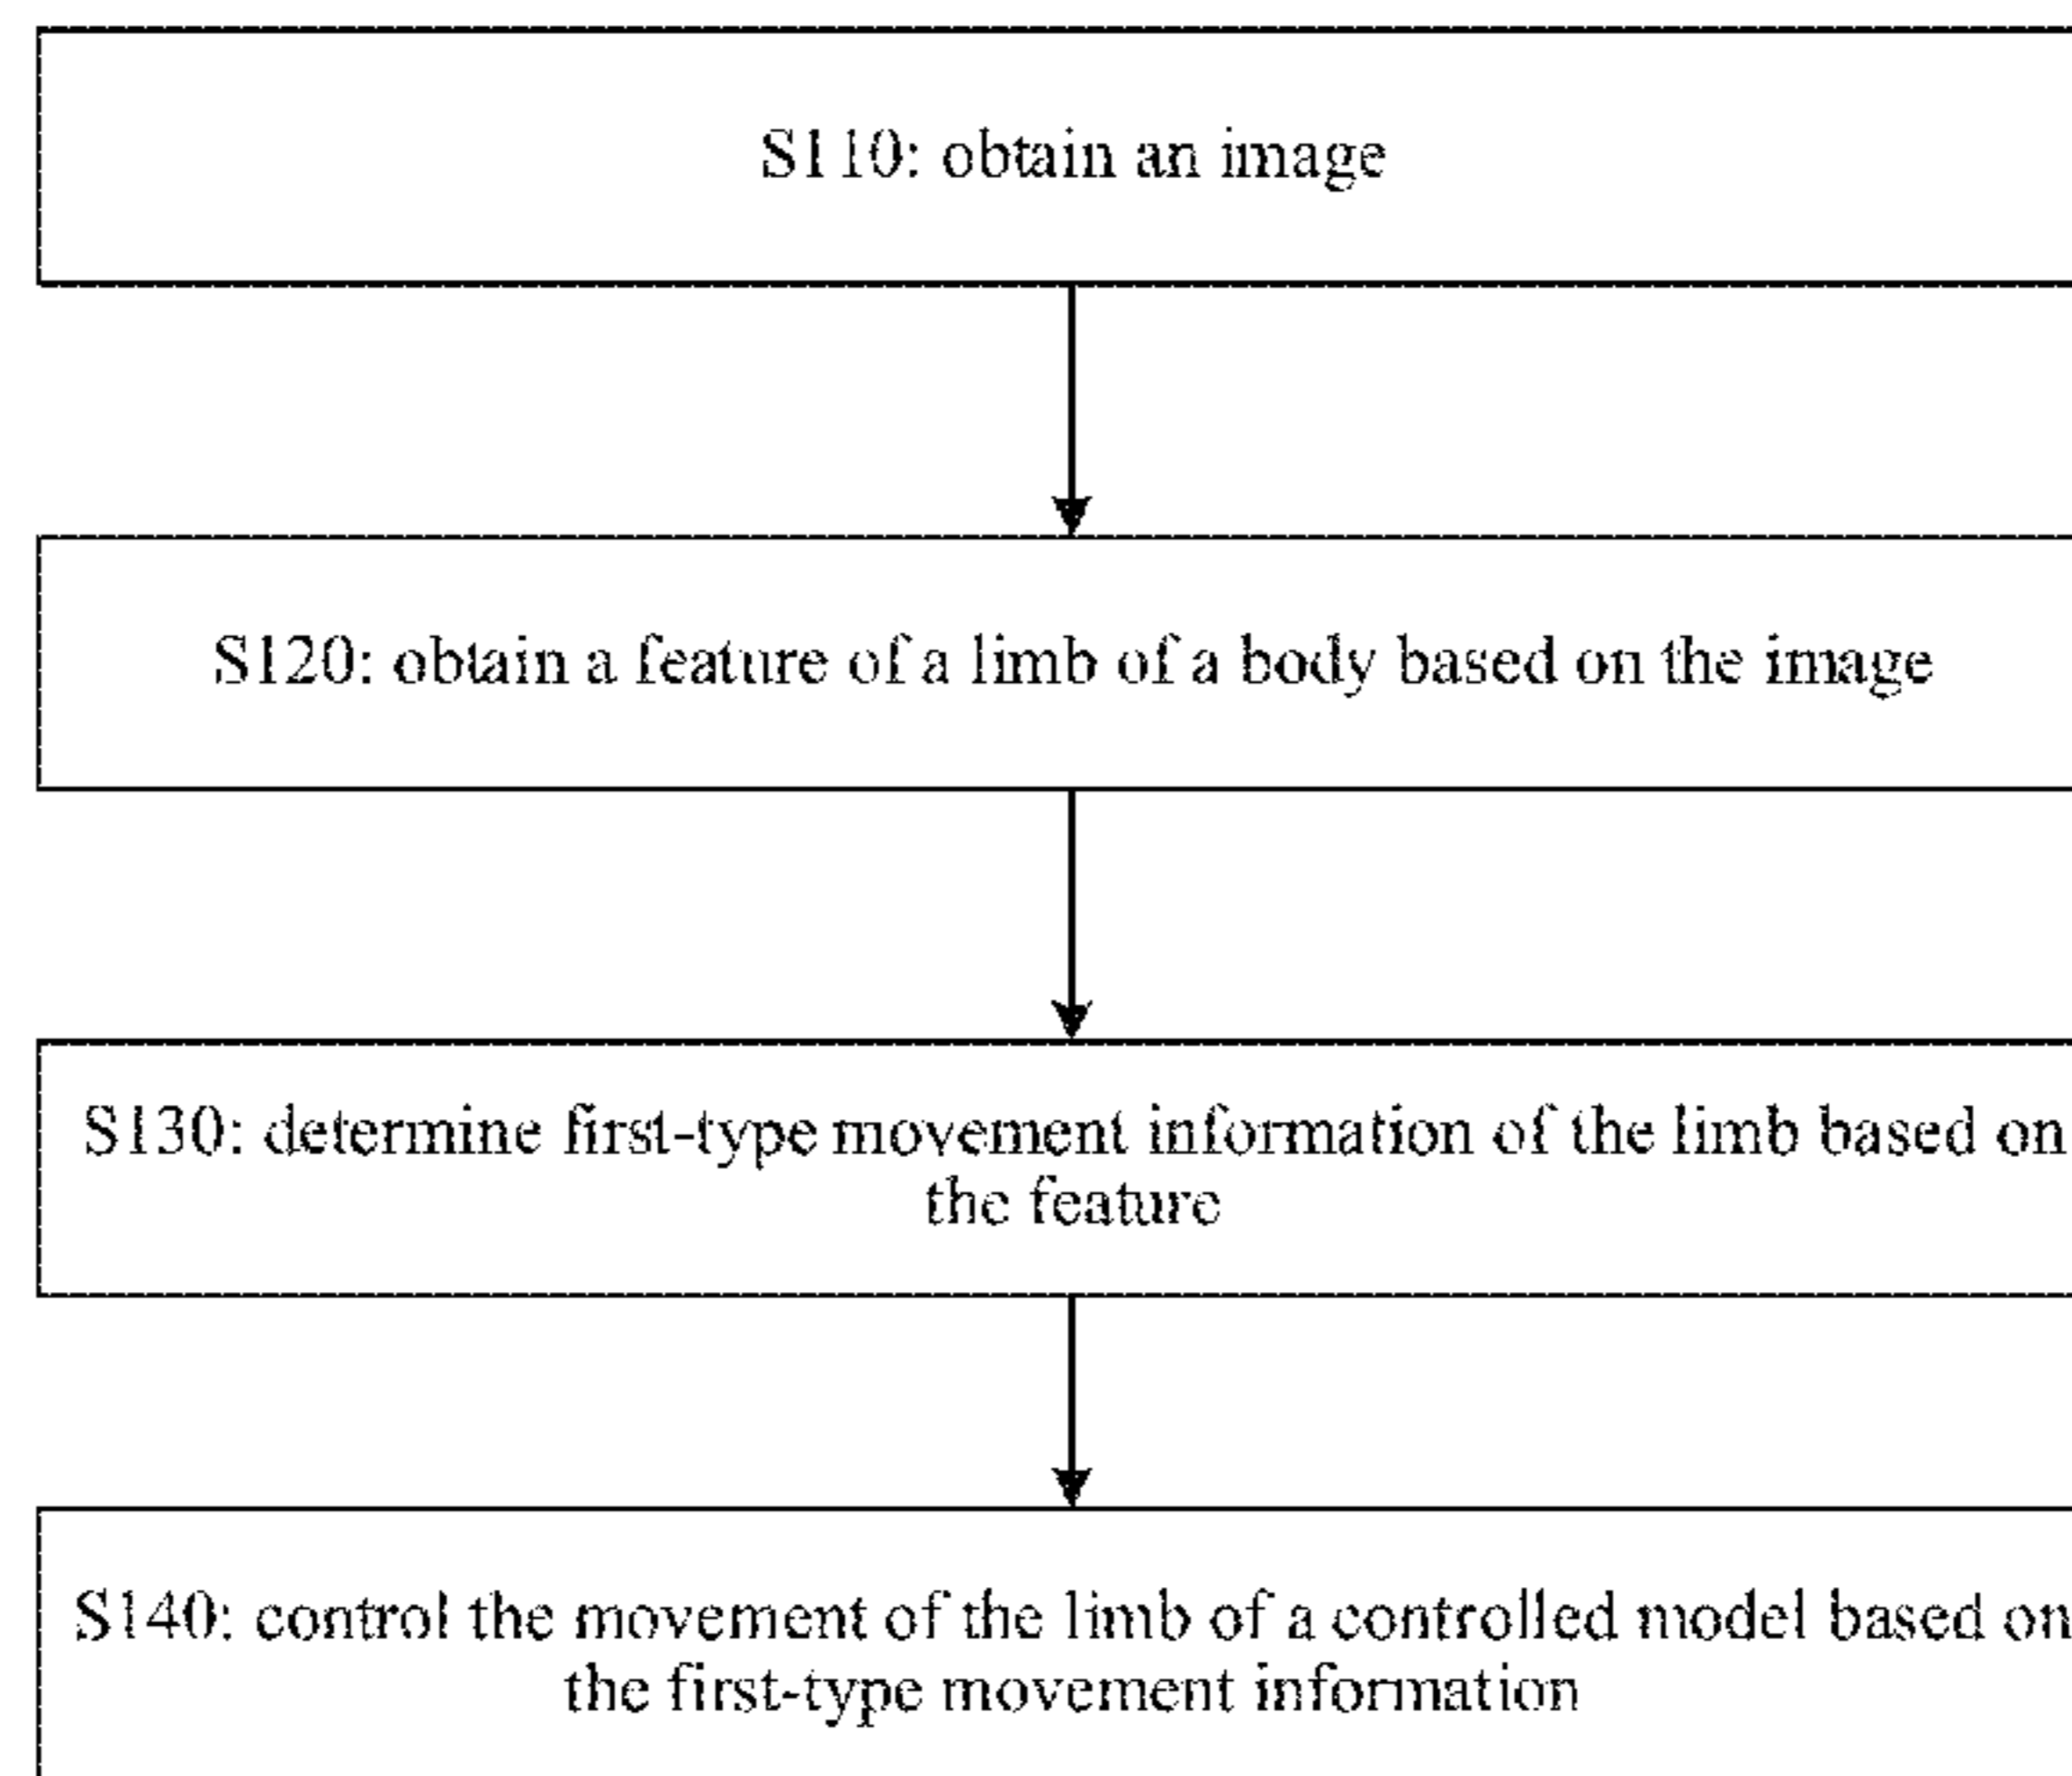 S110: obtain an image
S120: obtain a feature of a limb of a body based on the image
S130: determine first-type movement information of the limb based on
the feature
S140: control the movement of the limb of a controlled model based on
the first-type movement information